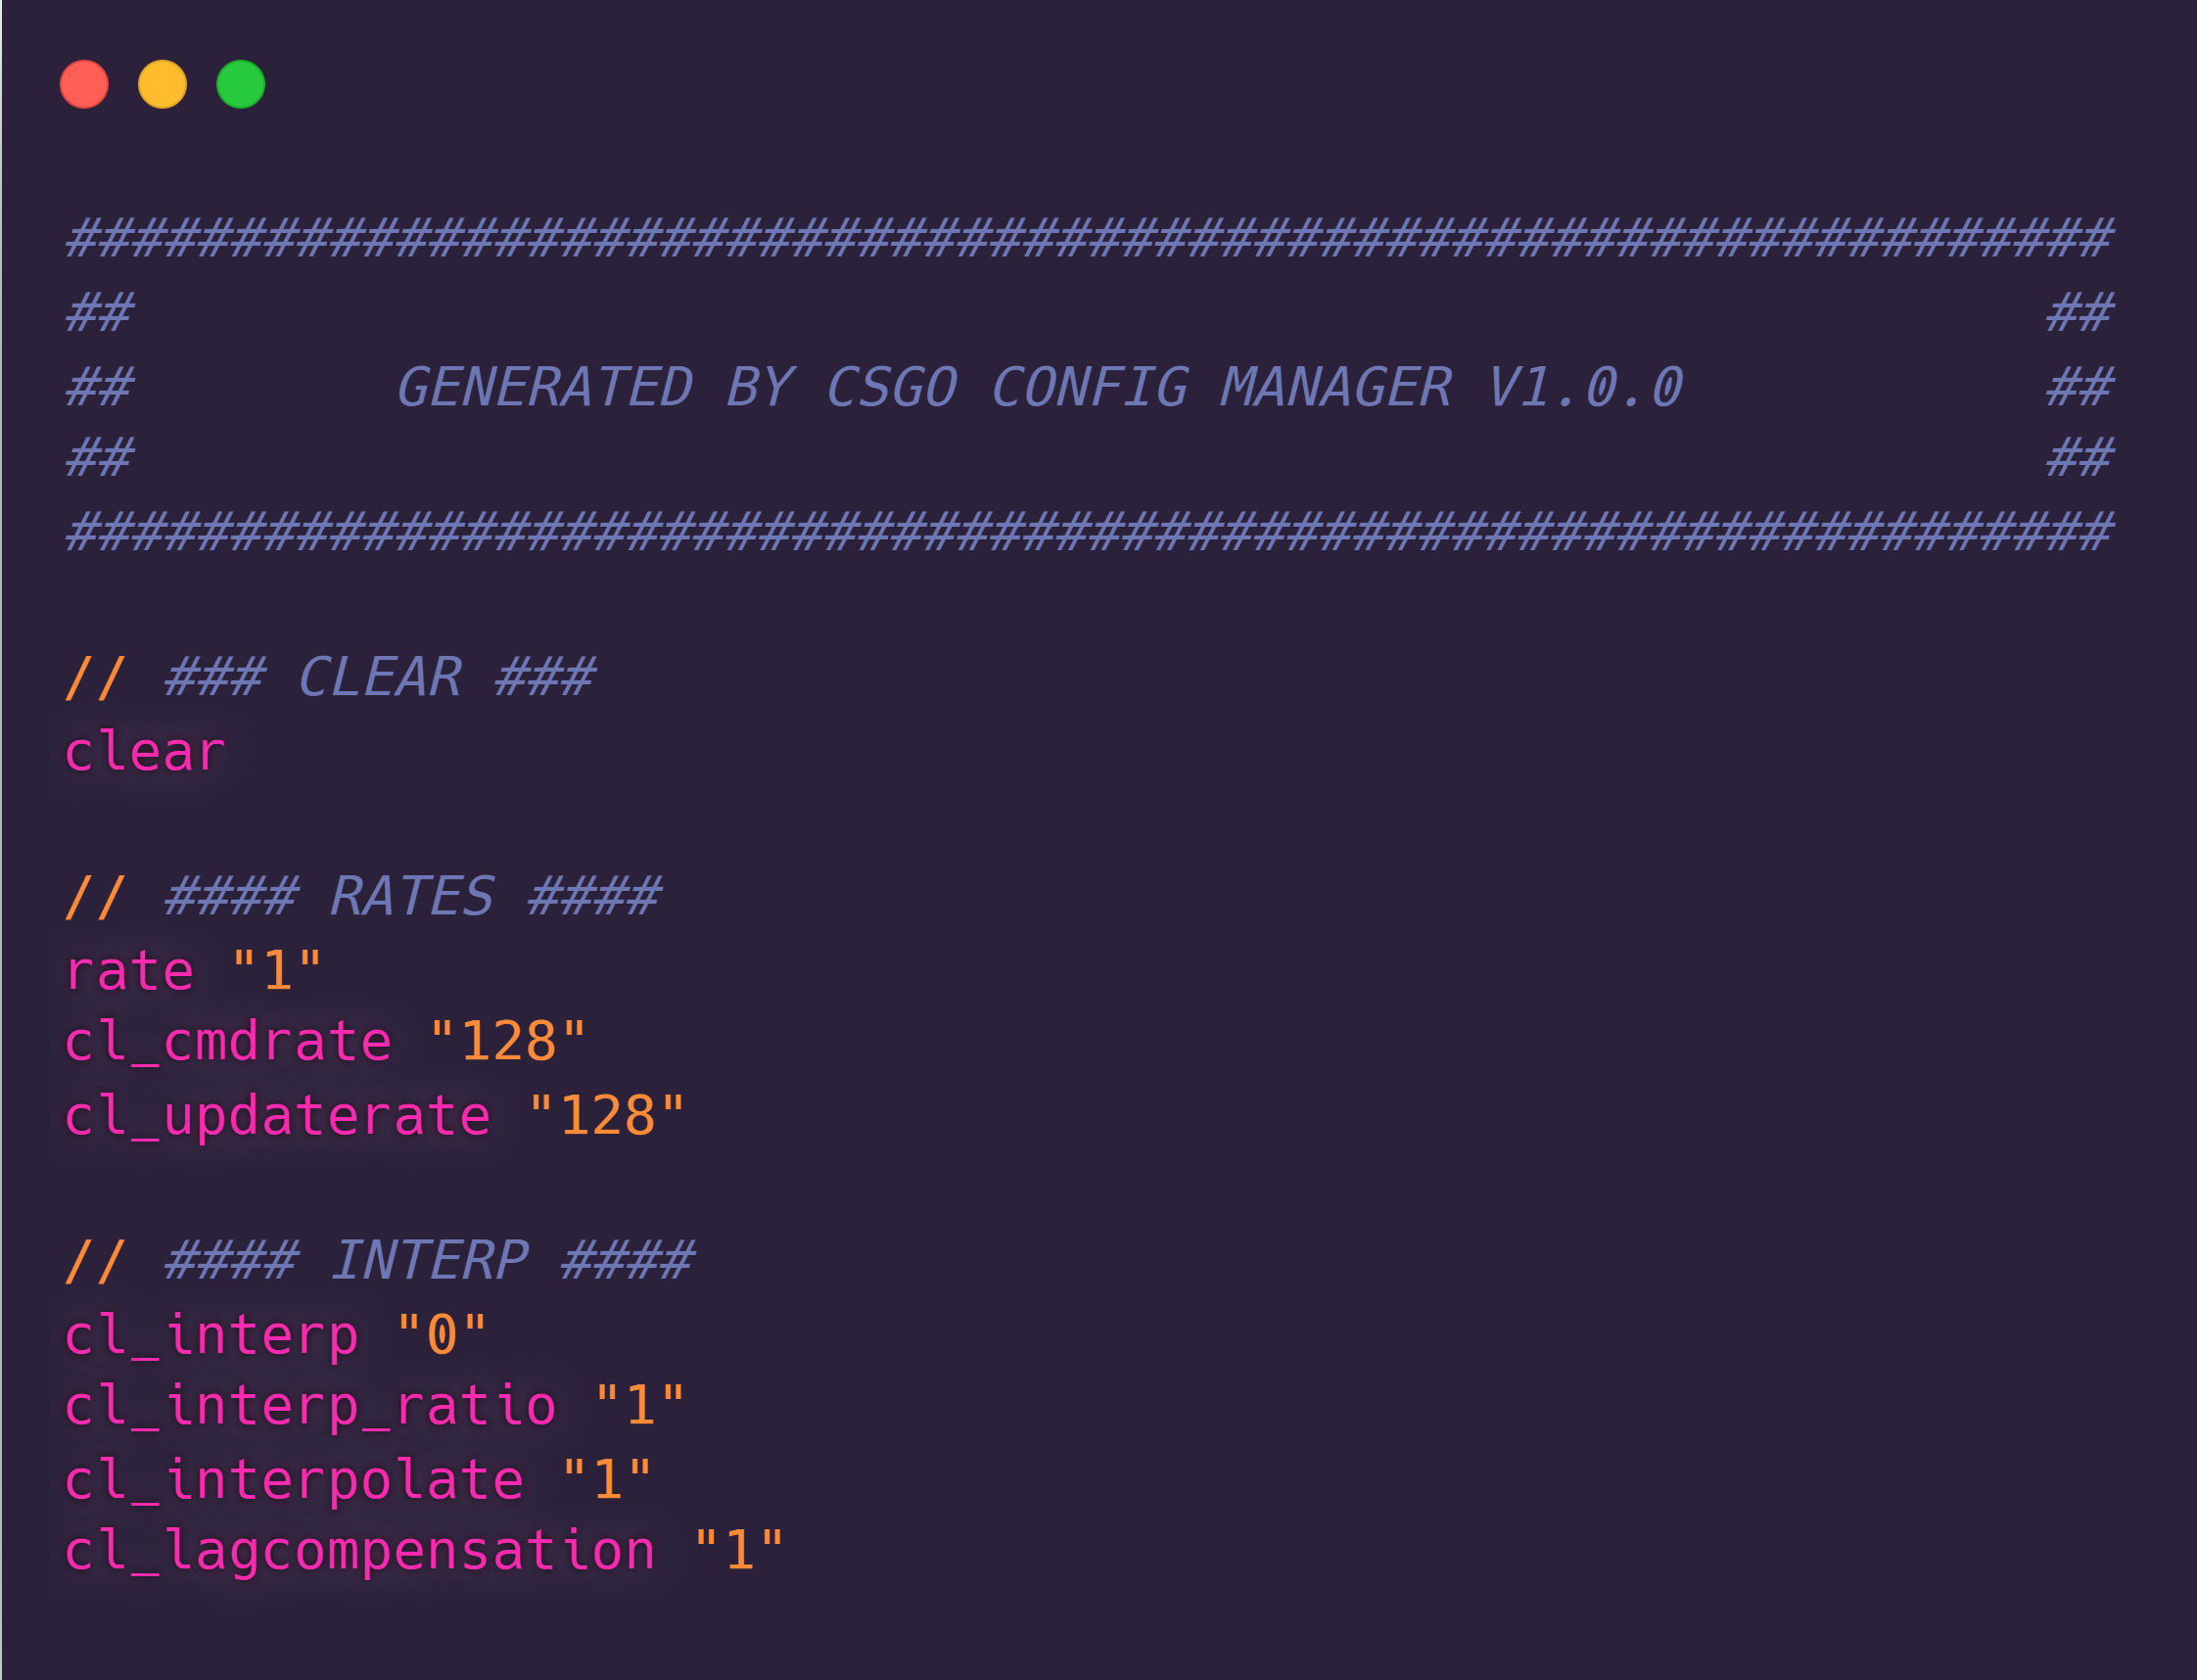 ##############################################################
##                                                          ##
##        GENERATED BY CSGO CONFIG MANAGER V1.0.0           ##
##                                                          ##
##############################################################
// ### CLEAR ###
clear
// #### RATES ####
rate "1"
cl_cmdrate "128"
cl_updaterate "128"
// #### INTERP ####
cl_interp "0"
cl_interp_ratio "1"
cl_interpolate "1"
cl_lagcompensation "1"